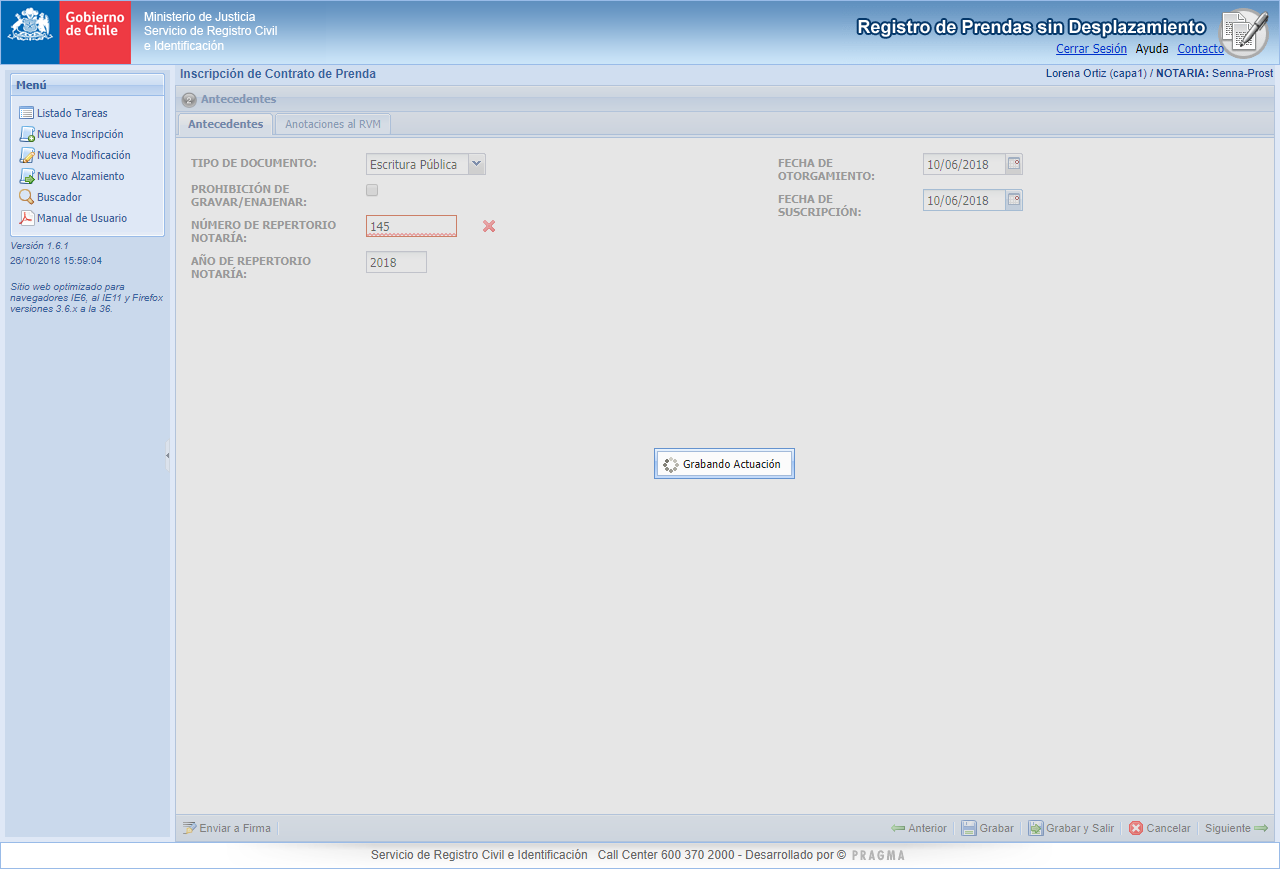 Gobierno
de Chile
Ministerio de Justicia
Servicio de Registro Civil
e Identificación
Registro de Prendas sin Desplazamiento
Cerrar Sesión Ayuda Contacto
Menú
Listado Tareas
Nueva Inscripción
Nueva Modificación
Nuevo Alzamiento
Buscador
Manual de Usuario
Versión 1.6.1
26/10/2018 15:59:04
Sitio web optimizado para
navegadores IE6, al IE11 y Firefox
versiones 3.6.x a la 36.
Inscripción de Contrato de Prenda
Lorena Ortiz (capa1) / NOTARIA: Senna-Prost
Antecedentes
Antecedentes Anotaciones al RVM
TIPO DE DOCUMENTO: Escritura Pública
PROHIBICIÓN DE
GRAVAR/ENAJENAR:
NÚMERO DE REPERTORIO
NOTARÍA: 145
AÑO DE REPERTORIO
NOTARÍA: 2018
FECHA DE
OTORGAMIENTO: 10/06/2018
FECHA DE
SUSCRIPCIÓN: 10/06/2018
Grabando Actuación
Enviar a Firma Anterior Grabar Grabar y Salir Cancelar Siguiente
Servicio de Registro Civil e Identificación Call Center 600 370 2000 - Desarrollado por © PRAGMA